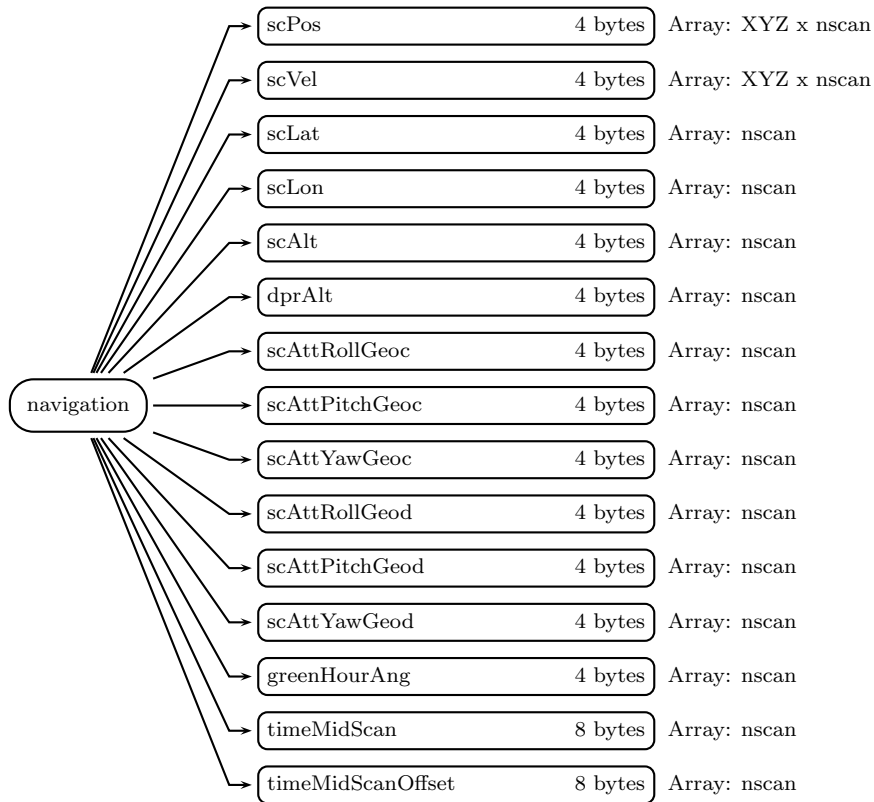 scPos 4 bytes Array: XYZ x nscan
scVel 4 bytes Array: XYZ x nscan
scLat 4 bytes Array: nscan
scLon 4 bytes Array: nscan
scAlt 4 bytes Array: nscan
dprAlt 4 bytes Array: nscan
scAttRollGeoc 4 bytes Array: nscan
navigation scAttPitchGeoc 4 bytes Array: nscan
scAttYawGeoc 4 bytes Array: nscan
scAttRollGeod 4 bytes Array: nscan
scAttPitchGeod 4 bytes Array: nscan
scAttYawGeod 4 bytes Array: nscan
greenHourAng 4 bytes Array: nscan
timeMidScan 8 bytes Array: nscan
timeMidScanOffset 8 bytes Array: nscan